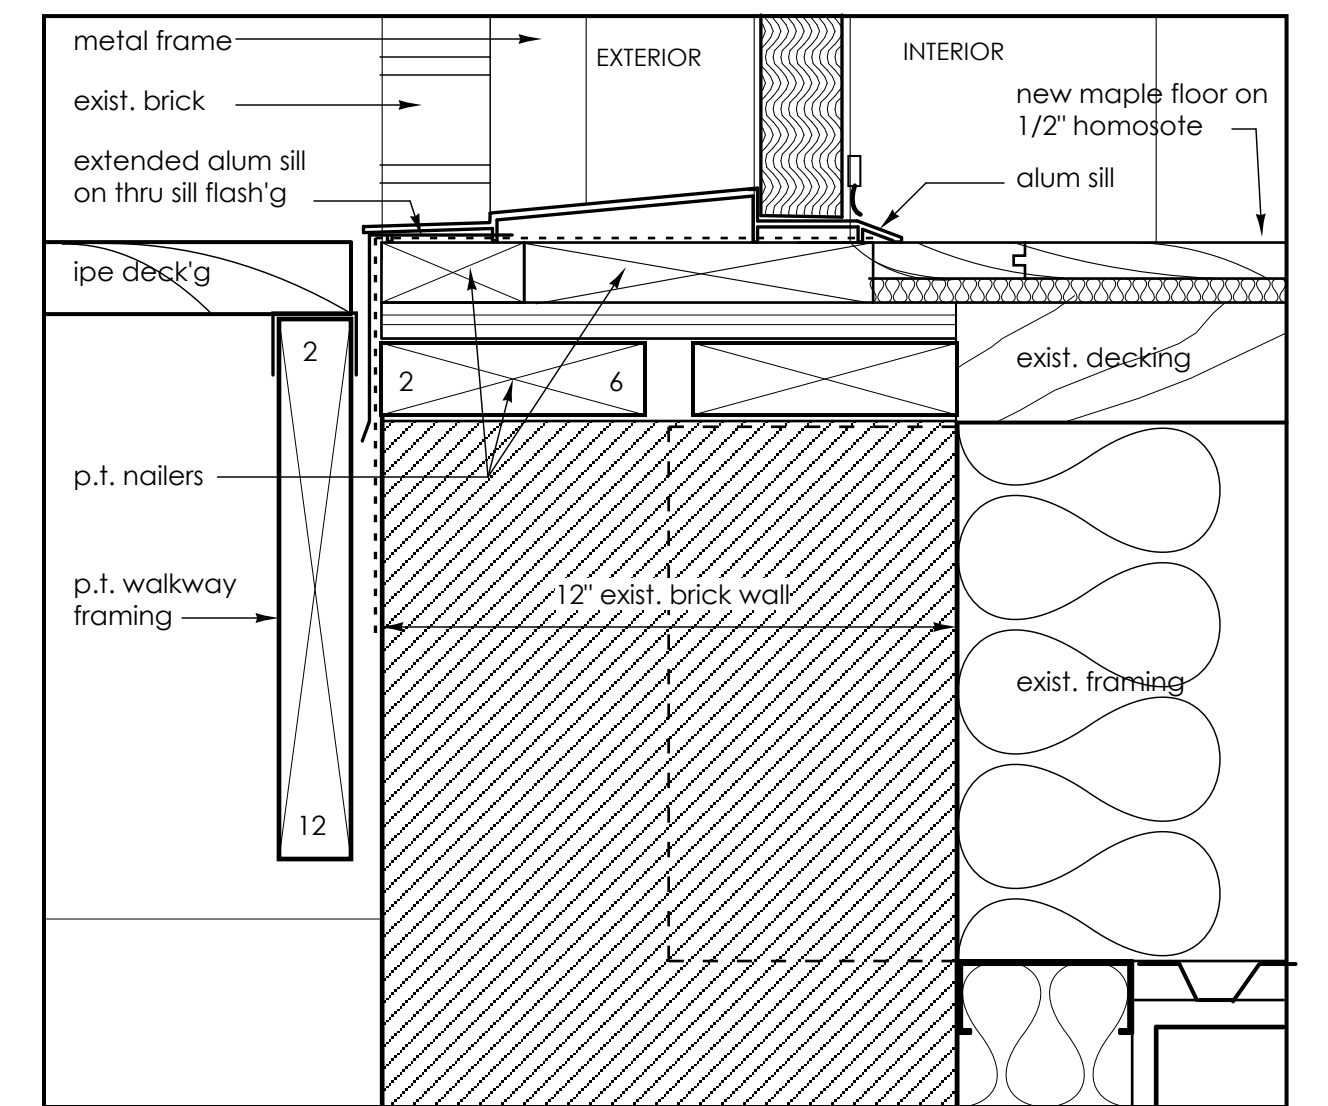 metal frame
EXTERIOR
INTERIOR
exist. brick
new maple floor on
1/2" homosote
extended alum sill
on thru sill flash'g
alum sill
ipe deck'g
2
2
6
exist. decking
p.t. nailers
p.t. walkway
framing
12" exist. brick wall
exist. framing
12